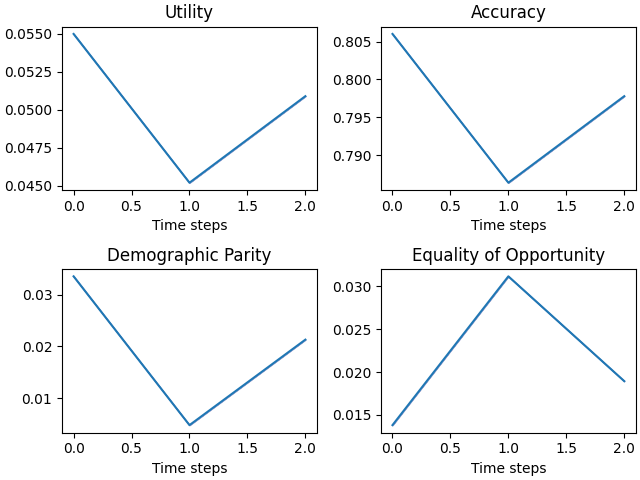 Utility
Accuracy
0.0550
0.0525
0.0500
0.0475
0.0450
0.805
0.800
0.795
0.790
0.0 0.5 1.0 1.5 2.0
0.0 0.5 1.0 1.5 2.0
Time steps
Time steps
Demographic Parity
Equality of Opportunity
0.03
0.02
0.01
0.030
0.025
0.020
0.015
0.0 0.5 1.0 1.5 2.0
0.0 0.5 1.0 1.5 2.0
Time steps
Time steps